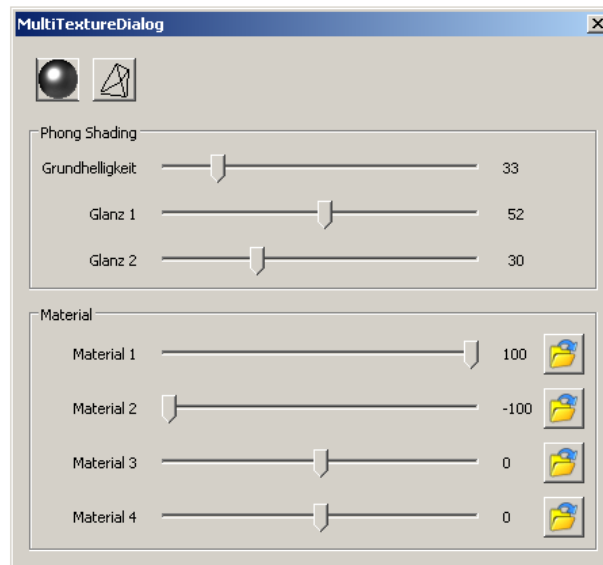 MultiTextureDialog
Phong Shading
Grundhelligkeit 33
Glanz 1 52
Glanz 2 30
Material
Material 1 100
Material 2 -100
Material 3 0
Material 4 0